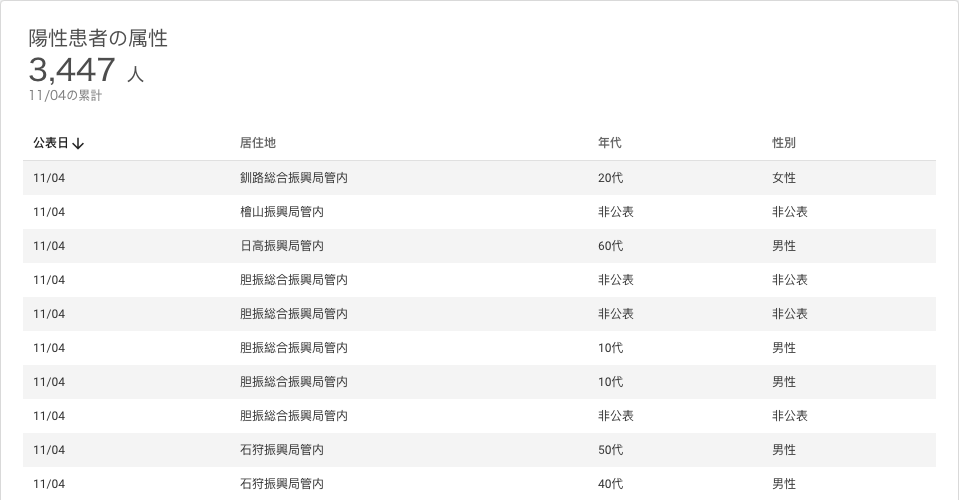 陽性患者の属性
3,447 人
11/04の累計
公表日↓ 居住地 年代 性別
11/04 釧路総合振興局管内 20代 女性
11/04 檜山振興局管内 非公表 非公表
11/04 日高振興局管内 60代 男性
11/04 胆振総合振興局管内 非公表 非公表
11/04 胆振総合振興局管内 非公表 非公表
11/04 胆振総合振興局管内 10代 男性
11/04 胆振総合振興局管内 10代 男性
11/04 胆振総合振興局管内 非公表 非公表
11/04 石狩振興局管内 50代 男性
11/04 石狩振興局管内 40代 男性